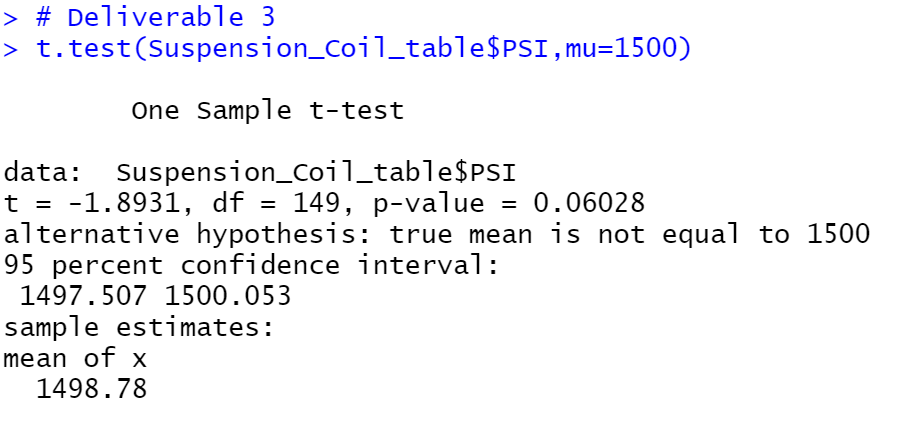 > # Deliverable 3
> t.test(Suspension_Coil_table$PSI,mu=1500)
One Sample t-test
data:  Suspension_Coil_table$PSI
t = -1.8931, df = 149, p-value = 0.06028
alternative hypothesis: true mean is not equal to 1500
95 percent confidence interval:
 1497.507 1500.053
sample estimates:
mean of x
  1498.78